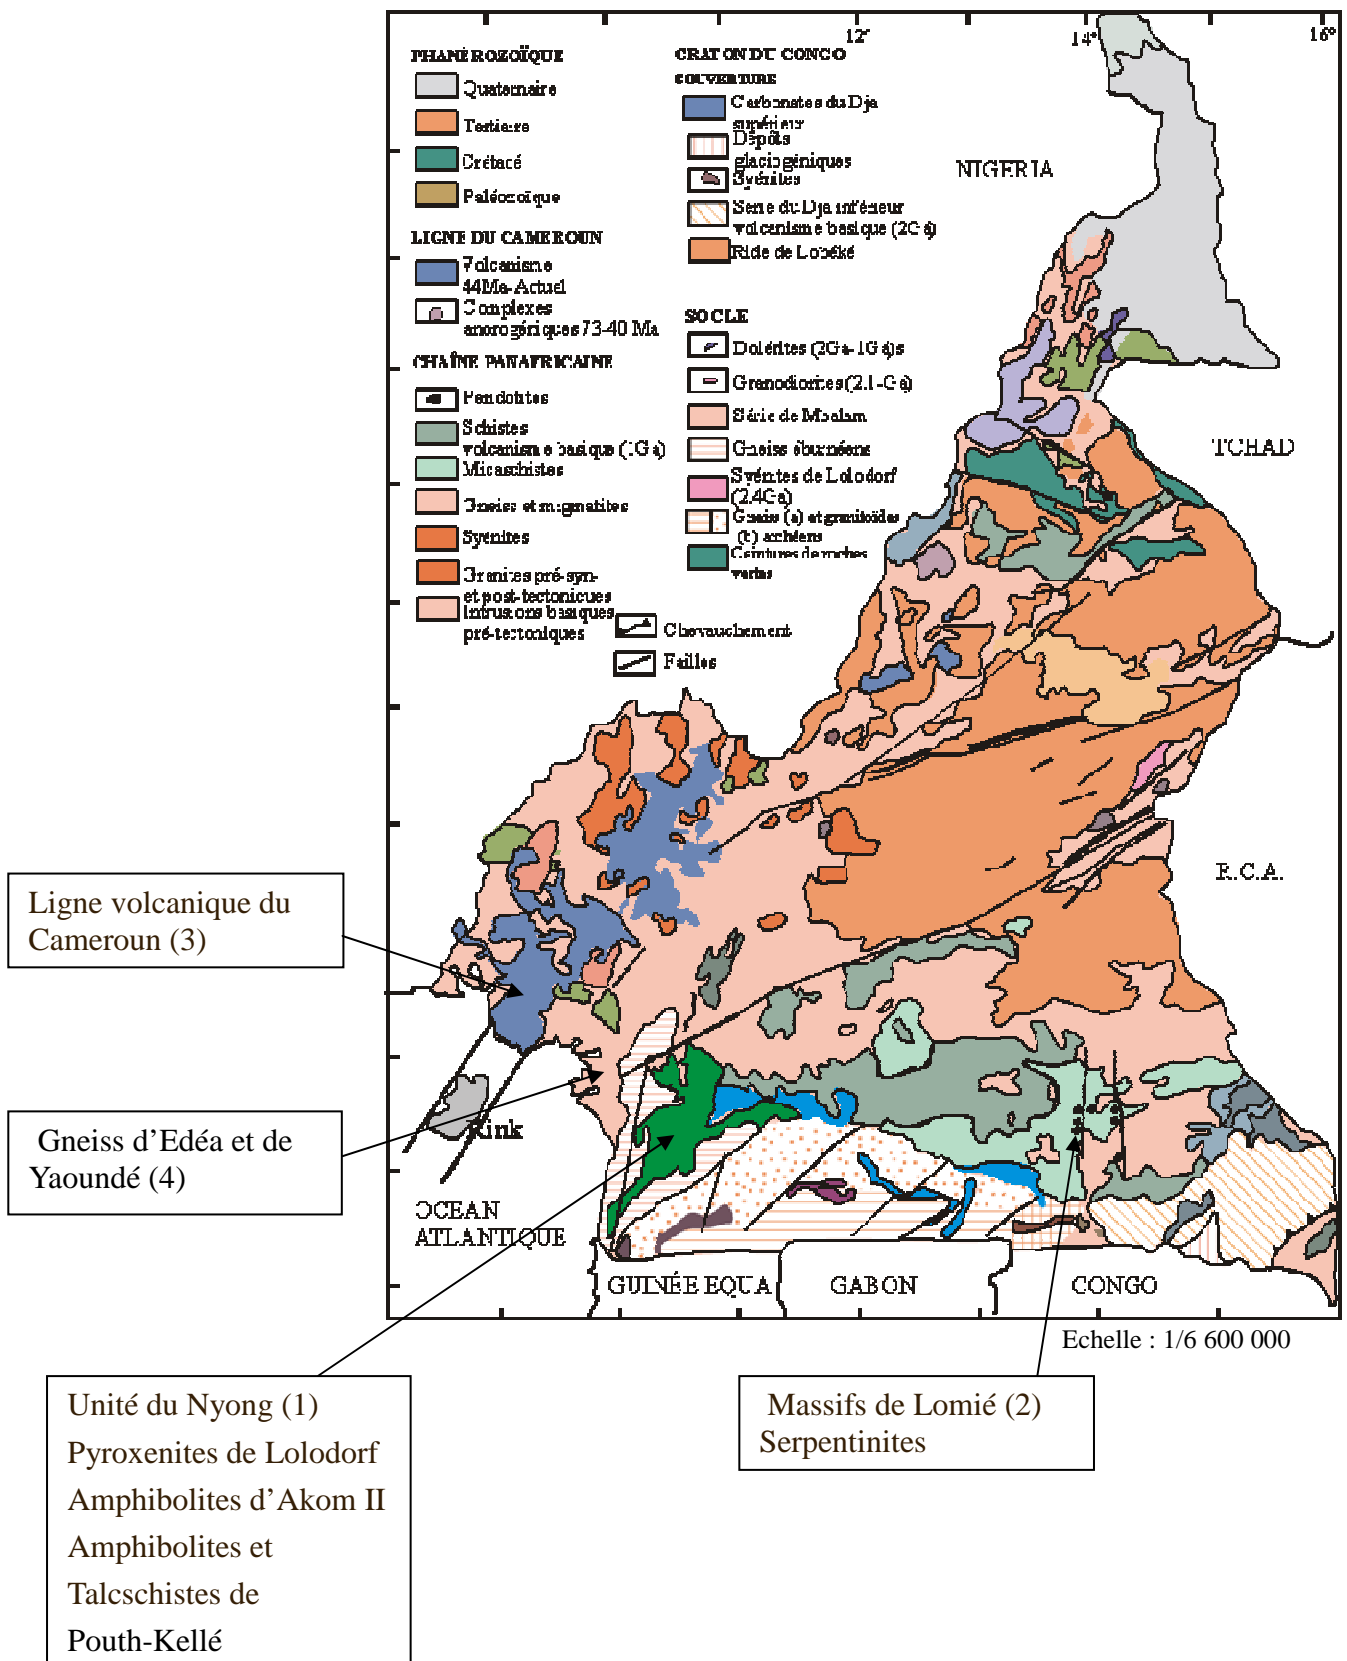 12°
14°
16°
PHANÉROZOÏQUE
Quaternaire
Tertiaire
Crétacé
Paléozoïque
LIGNE DU CAMEROUN
Volcanisme
44Ma-Actuel
Complexes
anorogéniques 73-40 Ma
CHAÎNE PANAFRICAINE
Péridotites
Schistes
volcanisme basique (1Ga)
Micaschistes
Gneiss et migmatites
Syénites
Granites pré-syn-
et post-tectoniques
Intrusions basiques
pré-tectoniques
CRATON DU CONGO
COUVERTURE
Carbonates du Dja
supérieur
Dépôts
glaciogéniques
Syénites
Série du Dja inférieur
volcanisme basique (2Ga)
Ride de Lobéké
SOCLE
Dolérites (2Ga-1Ga)s
Granodiorites (2.1-Ga)
Série de Mbalam
Gneiss éburnéens
Syénites de Lolodorf
(2.4Ga)
Gneiss (a) et granitoïdes
(b) archéens
Ceintures de roches
vertes
Chevauchement
Failles
NIGERIA
TCHAD
R.C.A.
Ligne volcanique du
Cameroun (3)
Gneiss d’Edéa et de
Yaoundé (4)
OCEAN
ATLANTIQUE
GUINÉE EQUA
GABON
CONGO
Echelle : 1/6 600 000
Unité du Nyong (1)
Pyroxenites de Lolodorf
Amphibolites d’Akom II
Amphibolites et
Talcschistes de
Pouth-Kellé
Massifs de Lomié (2)
Serpentinites